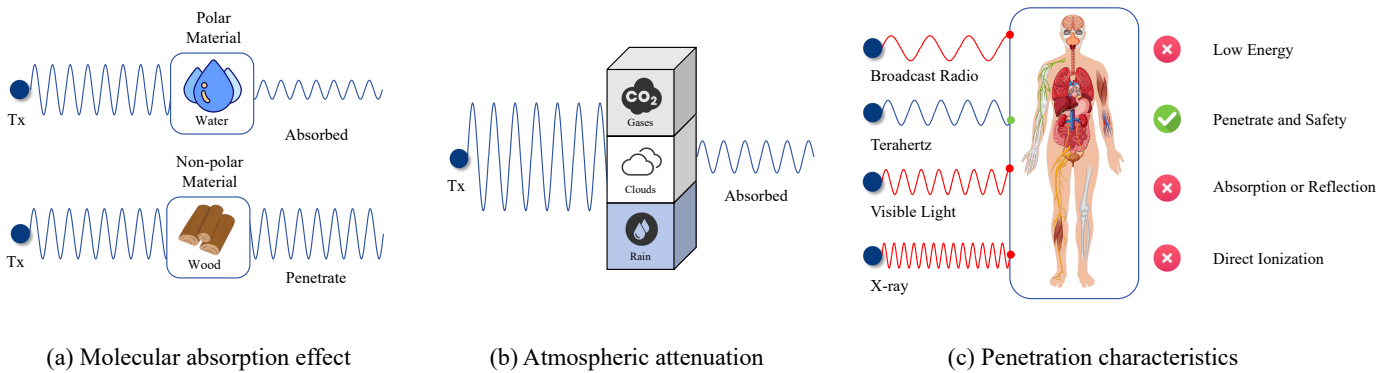 Polar
Material
Tx
Water
Absorbed
Non-polar
Material
Tx
Wood
Penetrate
(a) Molecular absorption effect
Tx
CO2
Gases
Clouds
Rain
Absorbed
(b) Atmospheric attenuation
Broadcast Radio
Low Energy
Terahertz
Penetrate and Safety
Visible Light
Absorption or Reflection
X-ray
Direct Ionization
(c) Penetration characteristics